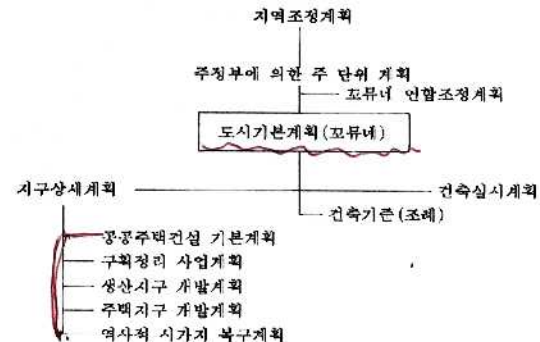 지역조정계획
주정부에 의한 주 단위 계획
꼬뮤네 연합조정계획
도시기본계획(꼬뮤네)
지구상세계획
건축실시계획
건축기준(조례)
공공주택건설 기본계획
구획정리 사업계획
생산지구 개발계획
주택지구 개발계획
역사적 시가지 복구계획